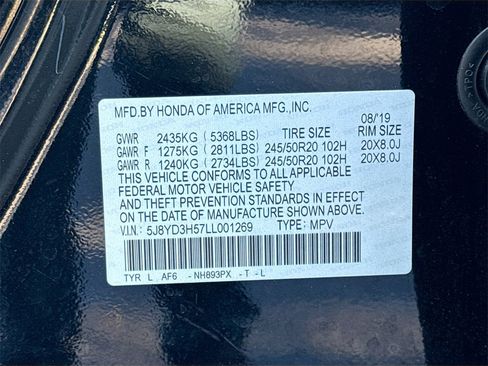 MFD.BY HONDA OF AMERICA MFG.,INC.
08/19
GVWR 2435KG ( 5368LBS) TIRE SIZE RIM SIZE
GAWR F 1275KG ( 2811LBS) 245/50R20 102H 20X8.0J
GAWR R 1240KG ( 2734LBS) 245/50R20 102H 20X8.0J
THIS VEHICLE CONFORMS TO ALL APPLICABLE
FEDERAL MOTOR VEHICLE SAFETY
AND THEFT PREVENTION STANDARDS IN EFFECT
ON THE DATE OF MANUFACTURE SHOWN ABOVE.
V.I.N.: 5J8YD3H57LL001269 TYPE: MPV
TYR L AF6 - NH893PX - T - L
>TPO<